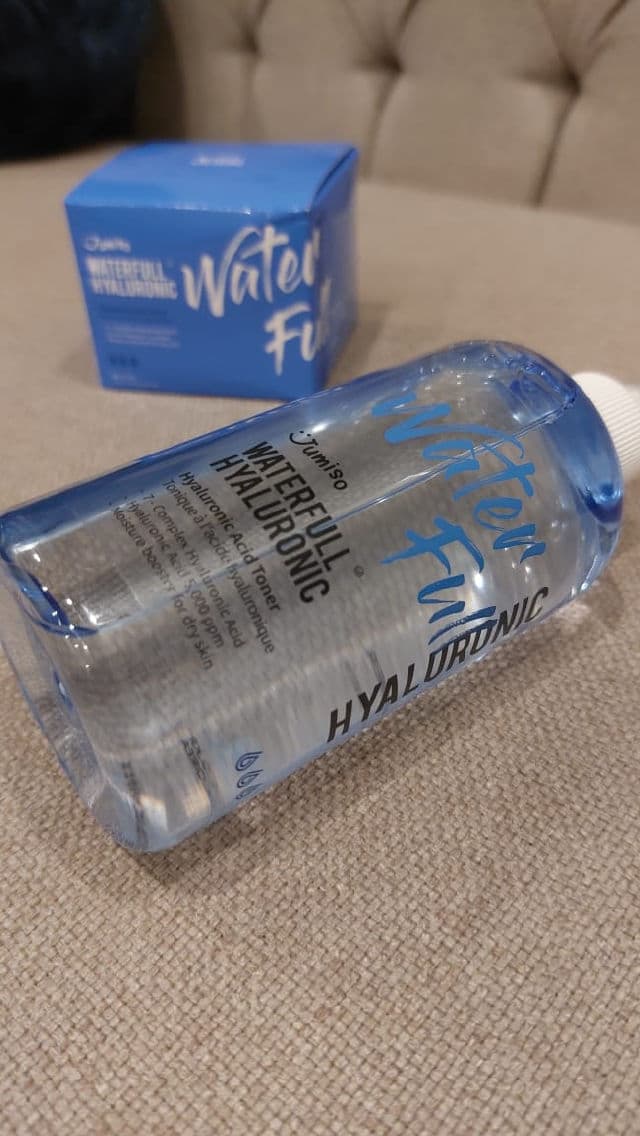 Jumiso
WATERFULL
HYALURONIC
Water
Full
Jumiso
WATERFULL
HYALURONIC
Hyaluronic Acid Toner
Tonique à l'acide hyaluronique
7- Complex Hyaluronic Acid
Hyaluronic Acid 5,000 ppm
Moisture booster for dry skin
Water
Full
HYALURONIC